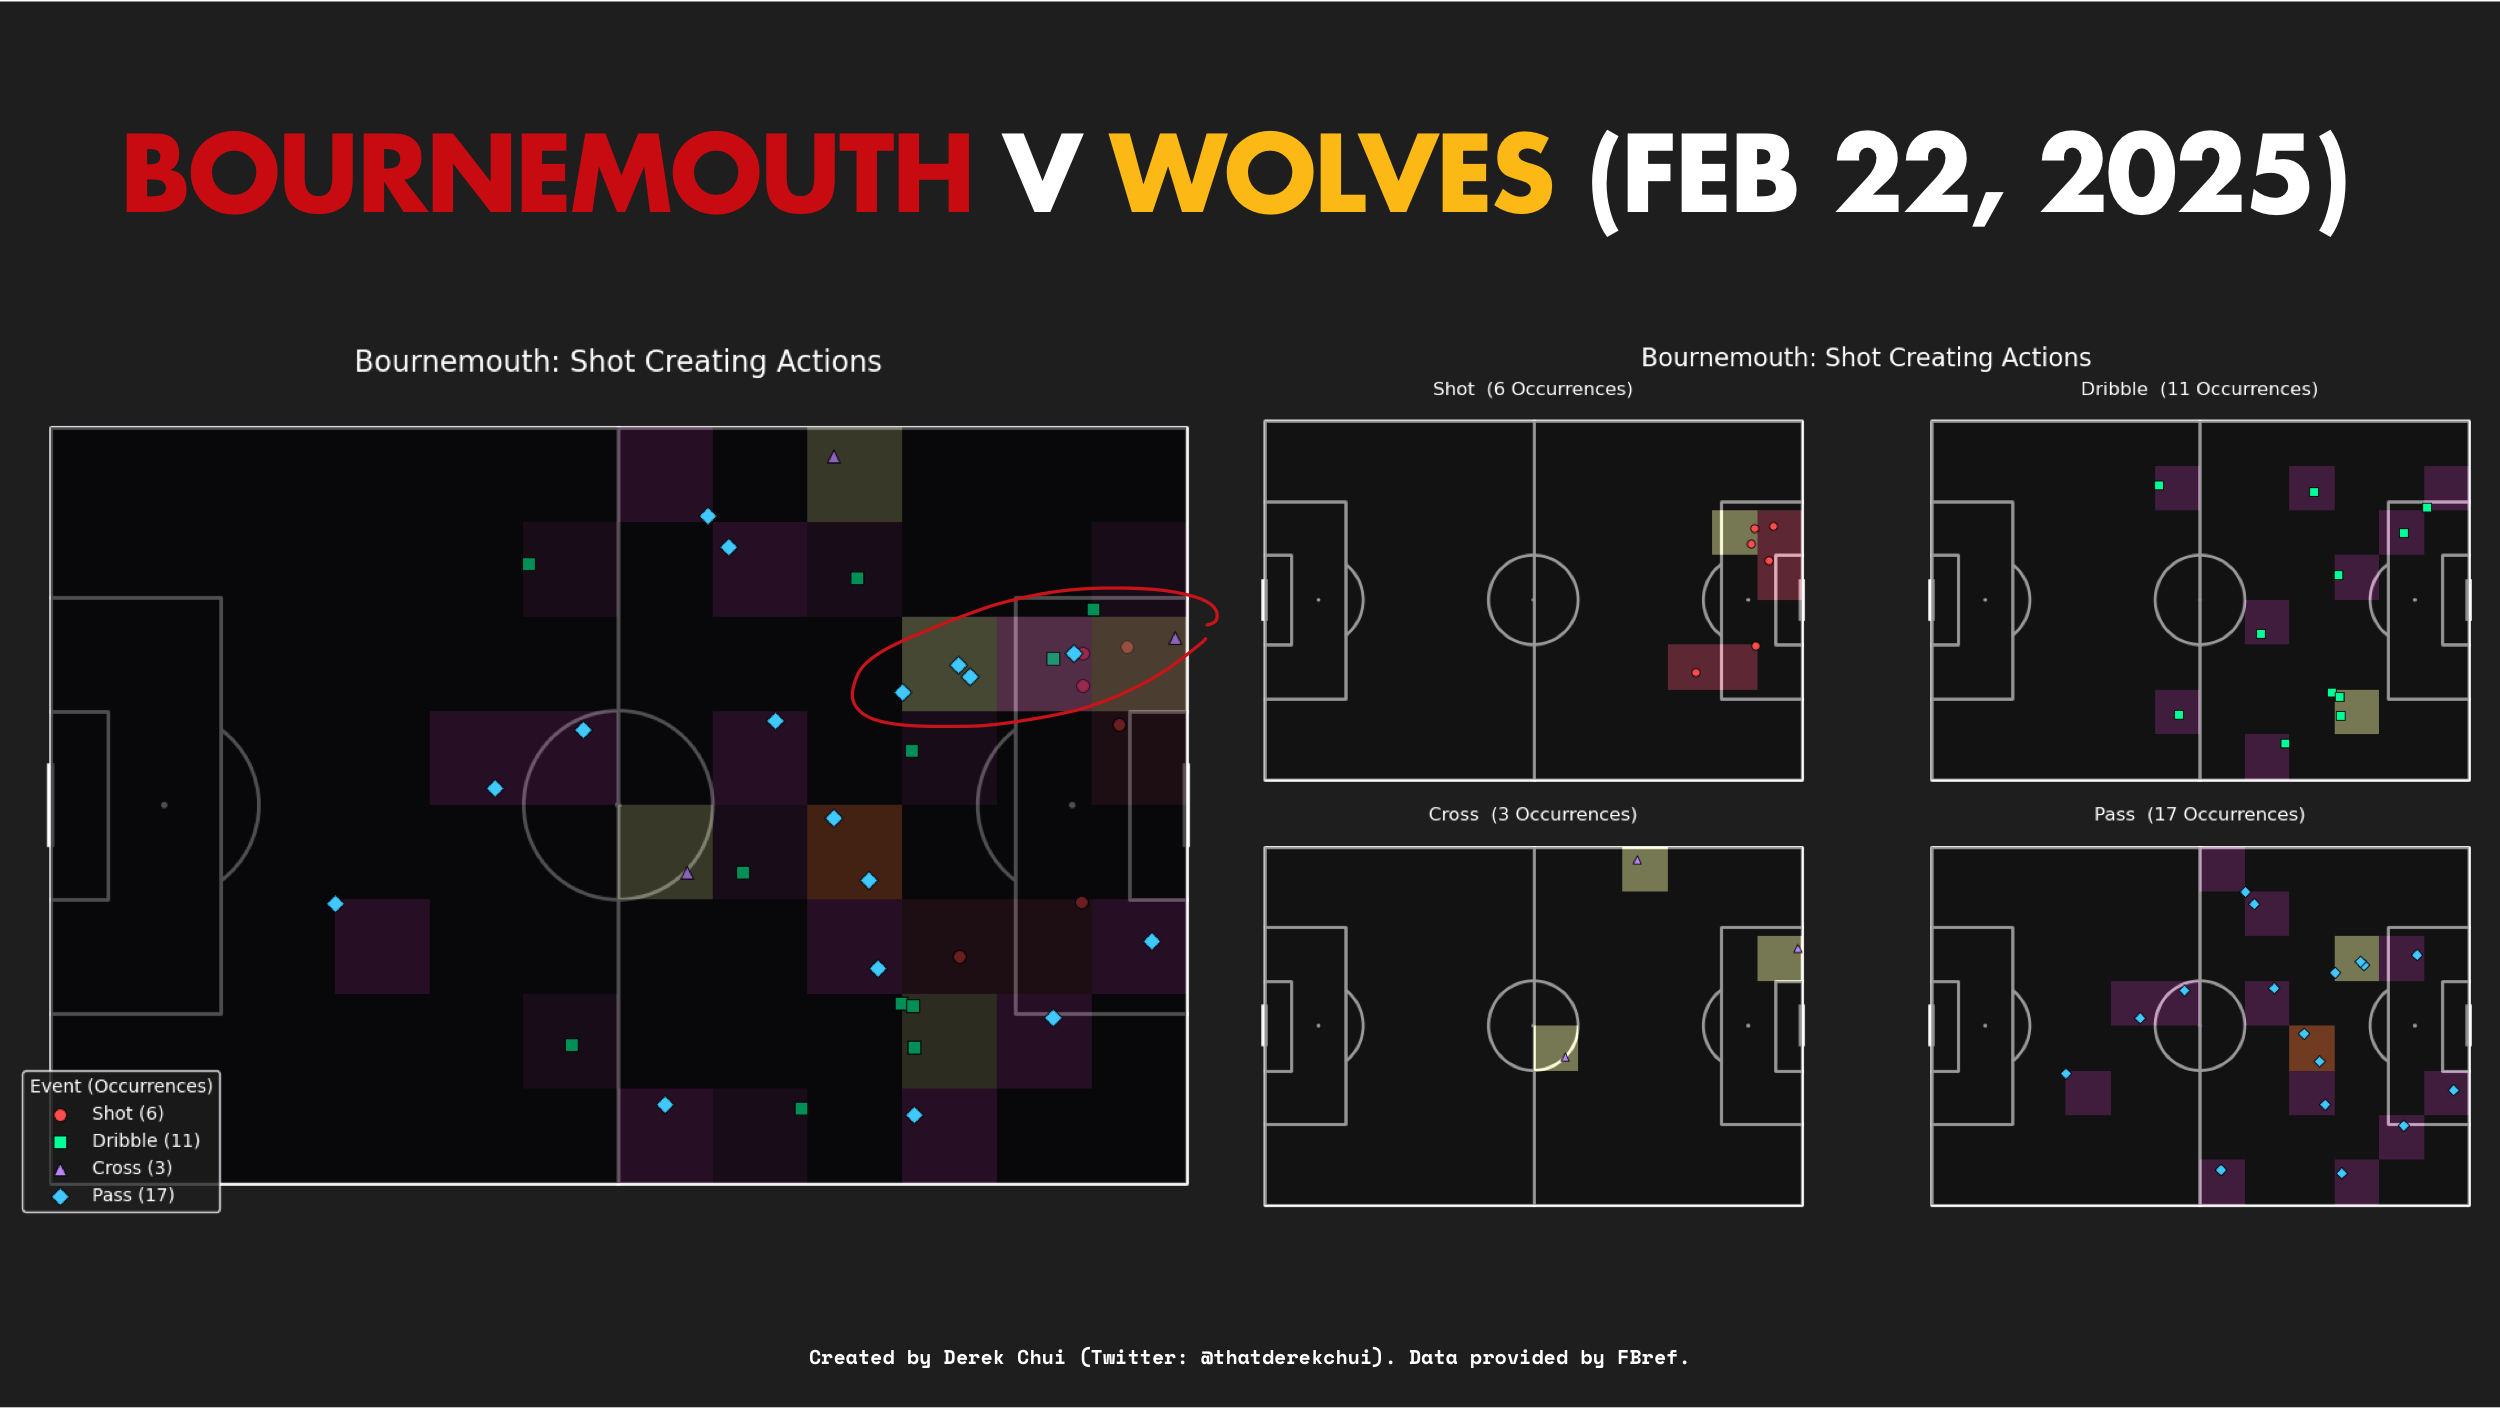 BOURNEMOUTH V WOLVES (FEB 22, 2025)
Bournemouth: Shot Creating Actions
Event (Occurrences)
Shot (6)
Dribble (11)
Cross (3)
Pass (17)
Bournemouth: Shot Creating Actions
Shot (6 Occurrences)
Dribble (11 Occurrences)
Cross (3 Occurrences)
Pass (17 Occurrences)
Created by Derek Chui (Twitter: @thatderekchui). Data provided by FBref.